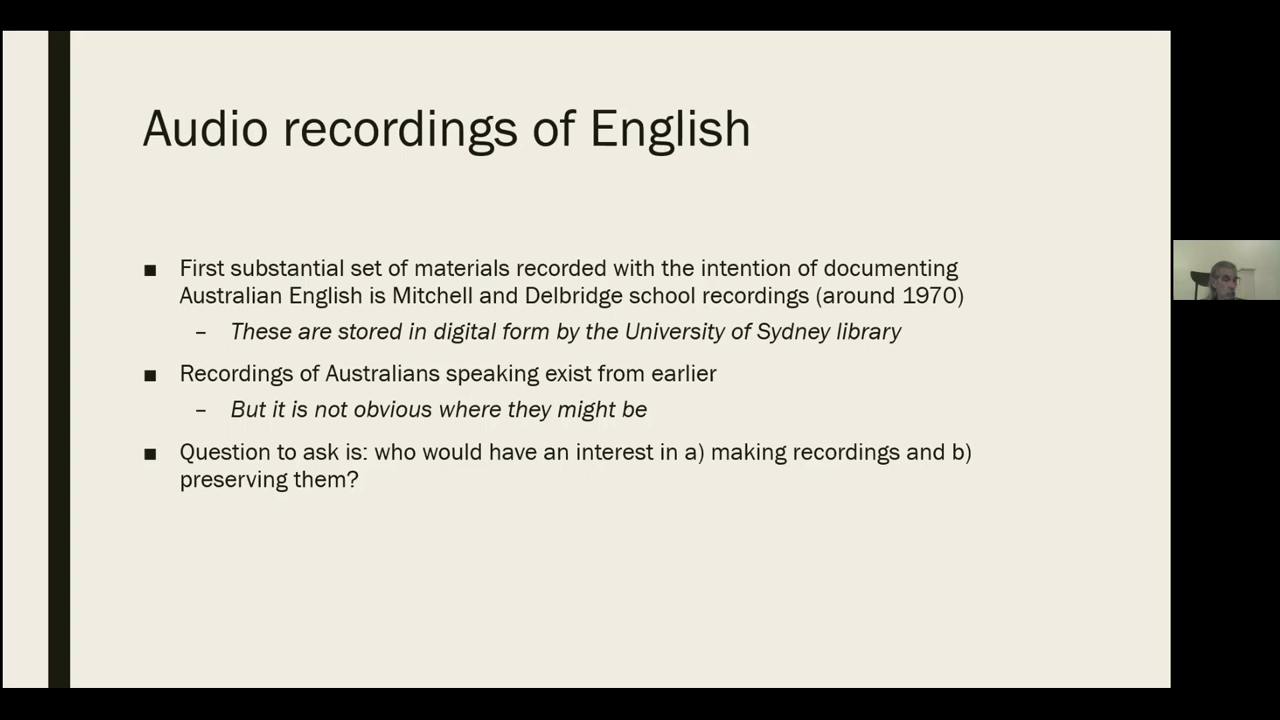 Audio recordings of English
■ First substantial set of materials recorded with the intention of documenting
Australian English is Mitchell and Delbridge school recordings (around 1970)
– These are stored in digital form by the University of Sydney library
■ Recordings of Australians speaking exist from earlier
– But it is not obvious where they might be
■ Question to ask is: who would have an interest in a) making recordings and b)
preserving them?